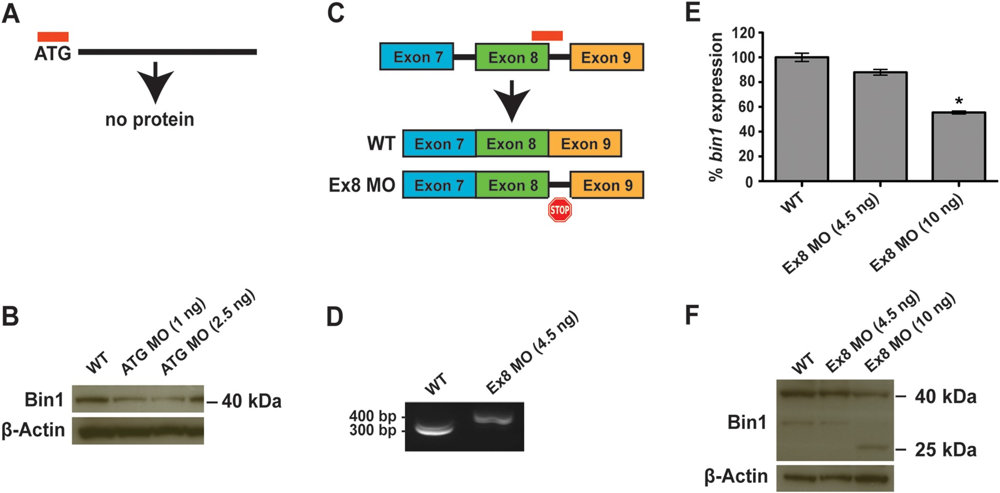 A
ATG
no protein
B
WT
ATG MO (1 ng)
ATG MO (2.5 ng)
Bin1
40 kDa
β-Actin
C
Exon 7
Exon 8
Exon 9
WT
Exon 7
Exon 8
Exon 9
Ex8 MO
Exon 7
Exon 8
Exon 9
STOP
D
WT
Ex8 MO (4.5 ng)
400 bp
300 bp
E
% bin1 expression
120
100
80
60
40
20
0
*
WT
Ex8 MO (4.5 ng)
Ex8 MO (10 ng)
F
WT
Ex8 MO (4.5 ng)
Ex8 MO (10 ng)
40 kDa
Bin1
25 kDa
β-Actin